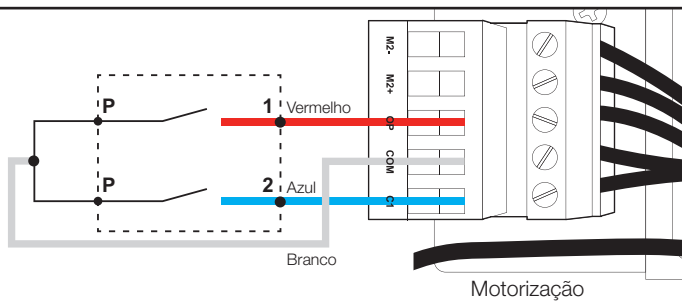 M2-
M2+
OP
COM
C1
P
1 Vermelho
P
2 Azul
Branco
Motorização